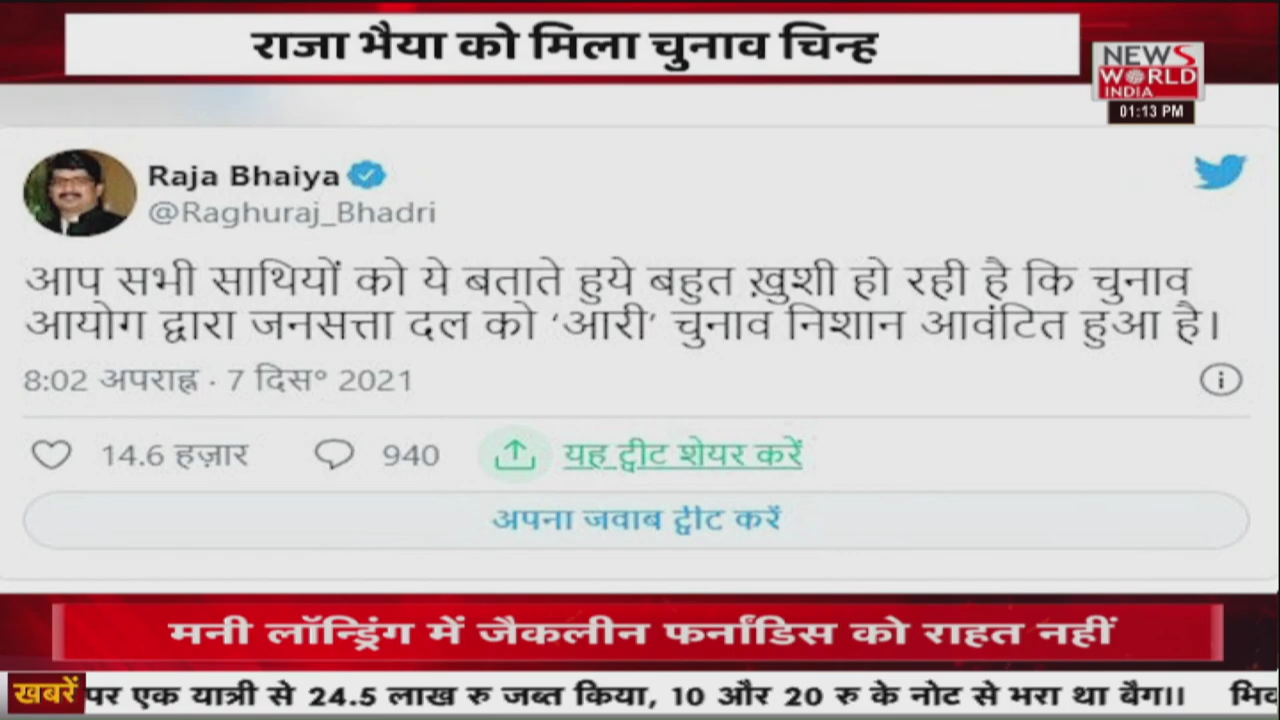 राजा भैया को मिला चुनाव चिन्ह
NEWS
WORLD
INDIA
01:13 PM
Raja Bhaiya
@Raghuraj_Bhadri
आप सभी साथियों को ये बताते हुये बहुत ख़ुशी हो रही है कि चुनाव
आयोग द्वारा जनसत्ता दल को ‘आरी’ चुनाव निशान आवंटित हुआ है।
8:02 अपराह्न · 7 दिस॰ 2021
14.6 हज़ार 940 यह ट्वीट शेयर करें
अपना जवाब ट्वीट करें
मनी लॉन्ड्रिंग में जैकलीन फर्नांडिस को राहत नहीं
खबरें पर एक यात्री से 24.5 लाख रु जब्त किया, 10 और 20 रु के नोट से भरा था बैग।।